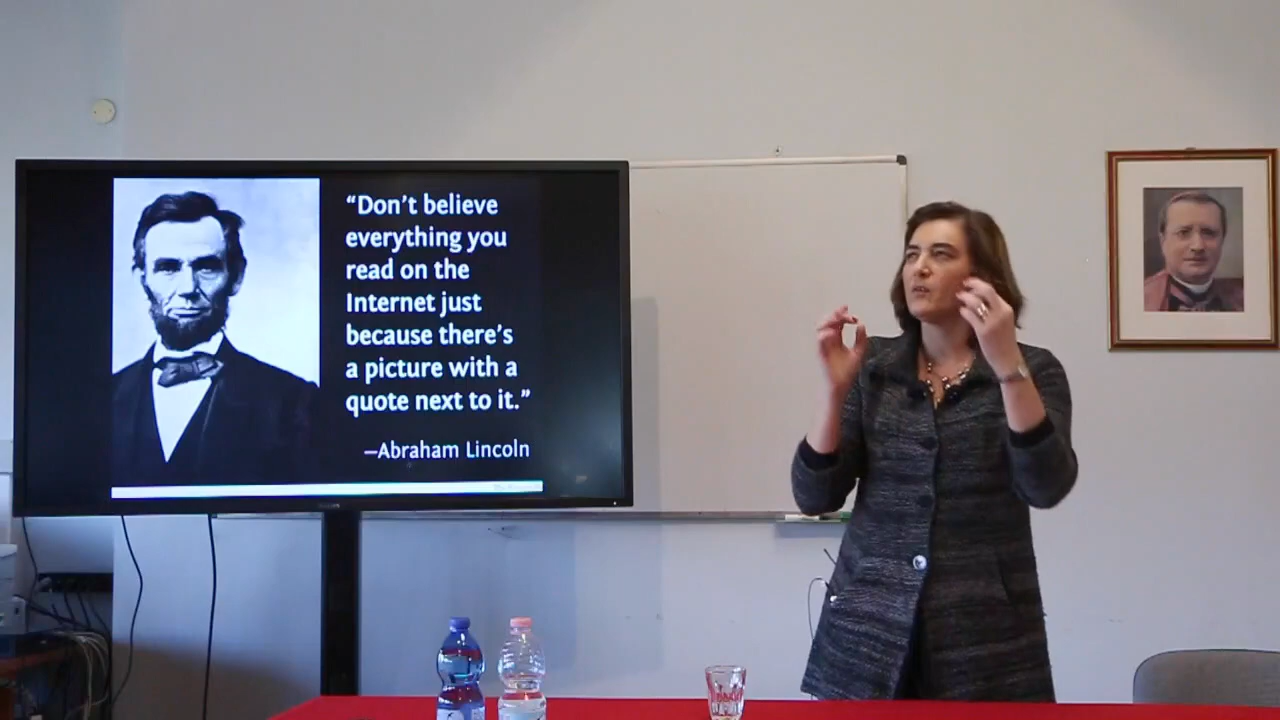 “Don’t believe
everything you
read on the
Internet just
because there’s
a picture with a
quote next to it.”
—Abraham Lincoln